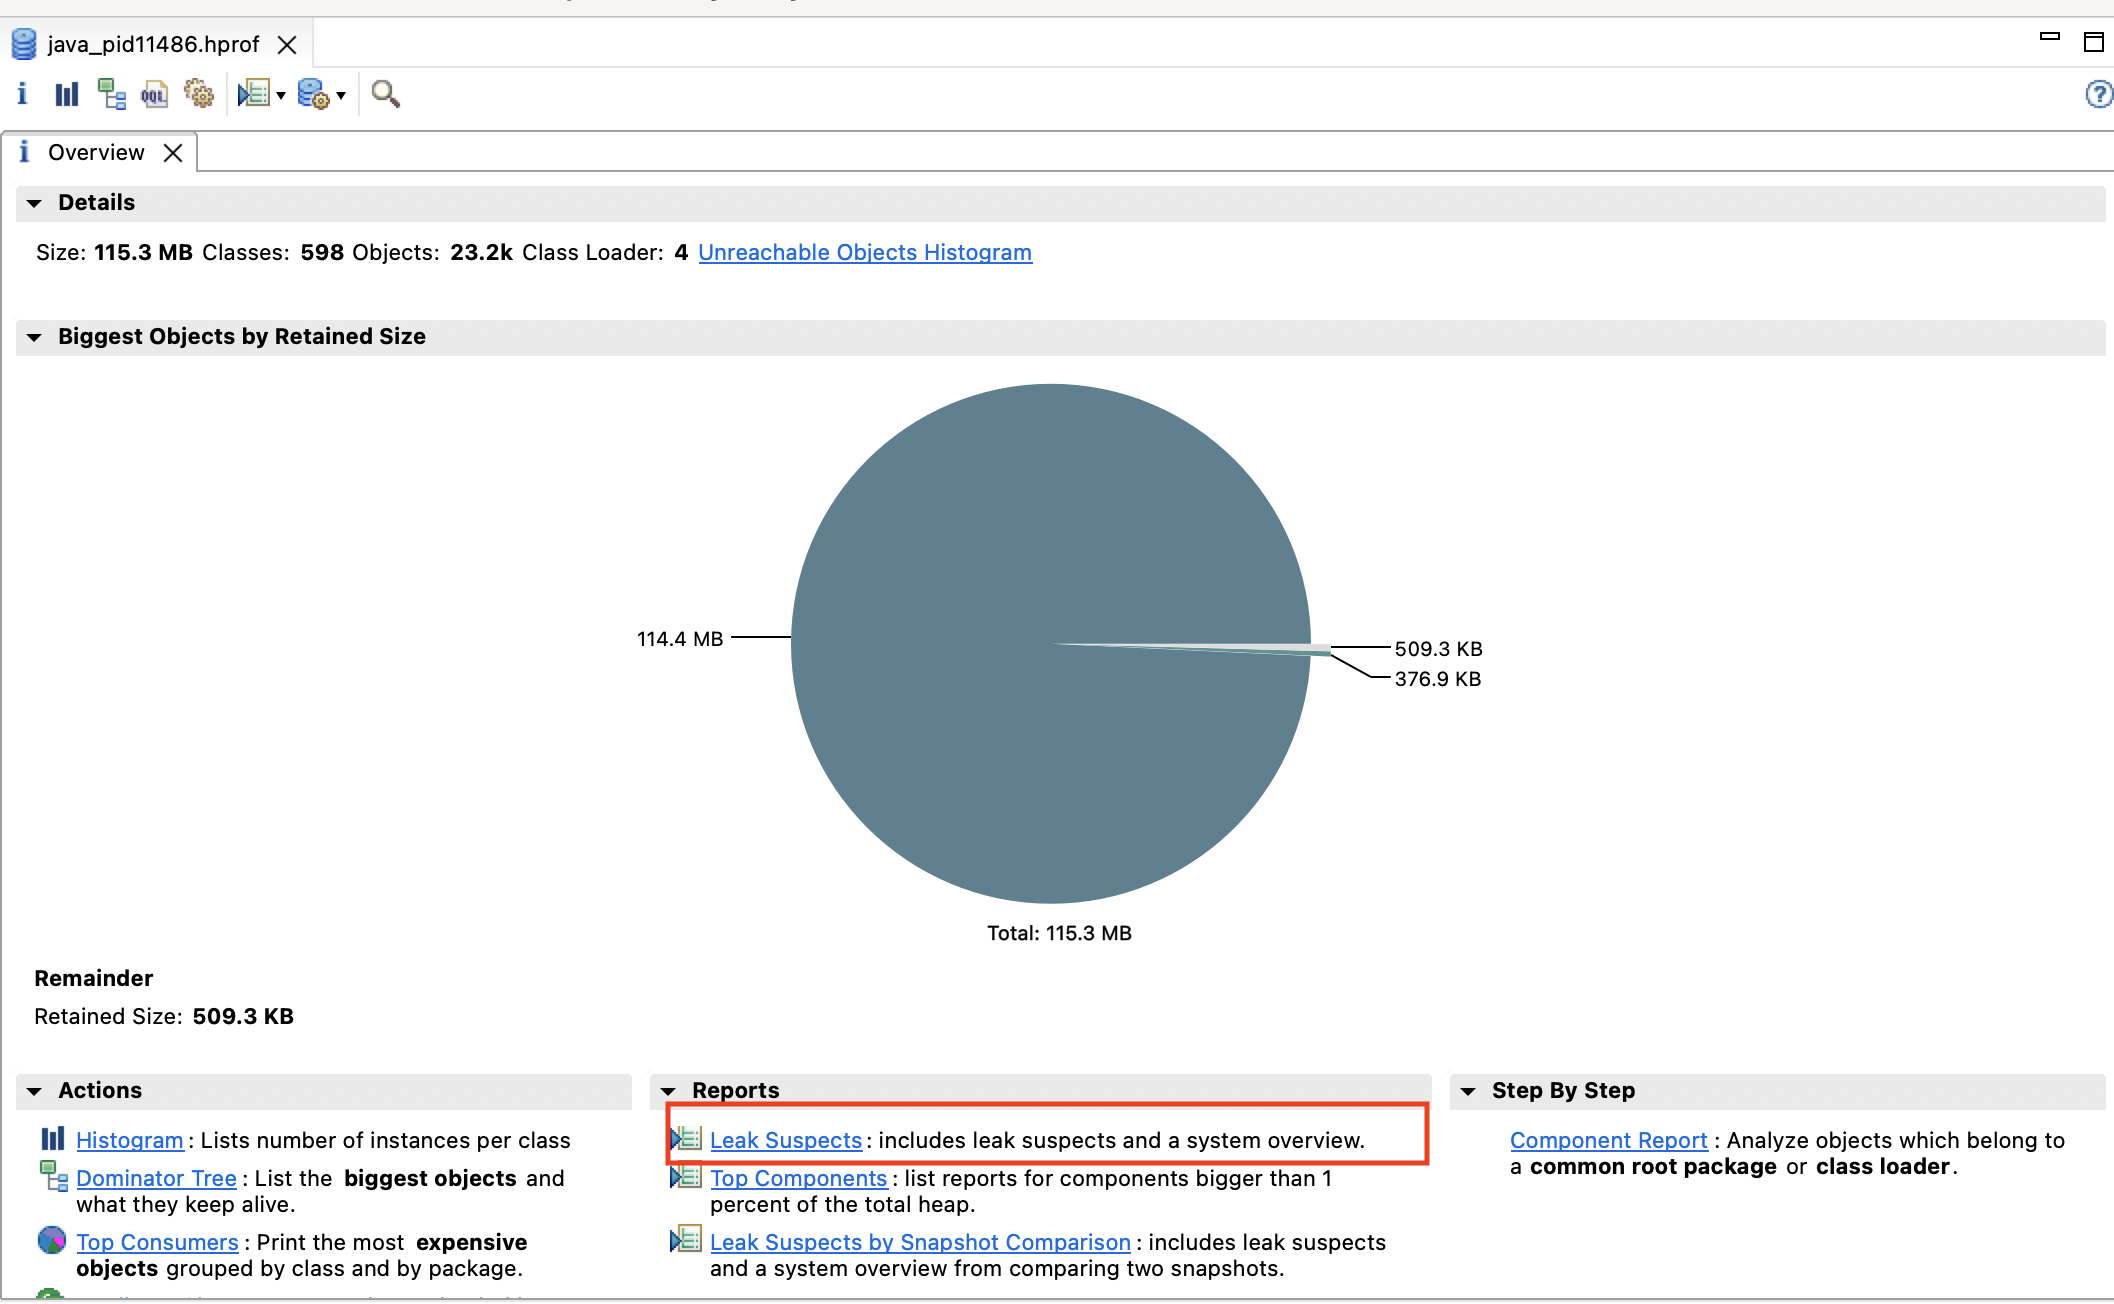 java_pid11486.hprof
OQL
Overview
Details
Size: 115.3 MB Classes: 598 Objects: 23.2k Class Loader: 4 Unreachable Objects Histogram
Biggest Objects by Retained Size
114.4 MB
509.3 KB
376.9 KB
Total: 115.3 MB
Remainder
Retained Size: 509.3 KB
Actions
Histogram : Lists number of instances per class
Dominator Tree : List the biggest objects and
what they keep alive.
Top Consumers : Print the most expensive
objects grouped by class and by package.
Reports
Leak Suspects : includes leak suspects and a system overview.
Top Components : list reports for components bigger than 1
percent of the total heap.
Leak Suspects by Snapshot Comparison : includes leak suspects
and a system overview from comparing two snapshots.
Step By Step
Component Report : Analyze objects which belong to
a common root package or class loader.